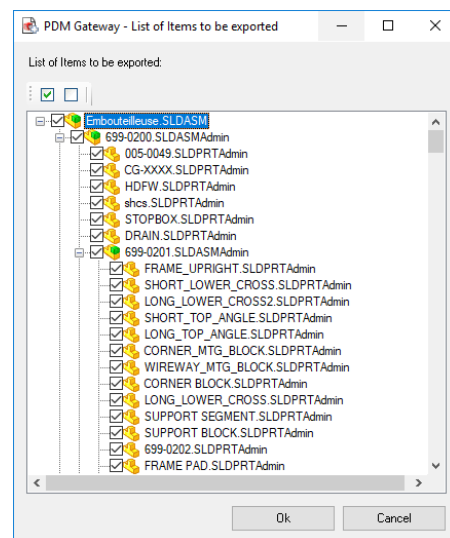 PDM Gateway - List of Items to be exported
List of Items to be exported:
Embouteilleuse.SLDASM
699-0200.SLDASMAdmin
005-0049.SLDPRTAdmin
CG-XXXX.SLDPRTAdmin
HDFW.SLDPRTAdmin
shcs.SLDPRTAdmin
STOPBOX.SLDPRTAdmin
DRAIN.SLDPRTAdmin
699-0201.SLDASMAdmin
FRAME_UPRIGHT.SLDPRTAdmin
SHORT_LOWER_CROSS.SLDPRTAdmin
LONG_LOWER_CROSS2.SLDPRTAdmin
SHORT_TOP_ANGLE.SLDPRTAdmin
LONG_TOP_ANGLE.SLDPRTAdmin
CORNER_MTG_BLOCK.SLDPRTAdmin
WIREWAY_MTG_BLOCK.SLDPRTAdmin
CORNER BLOCK.SLDPRTAdmin
LONG_LOWER_CROSS.SLDPRTAdmin
SUPPORT SEGMENT.SLDPRTAdmin
SUPPORT BLOCK.SLDPRTAdmin
699-0202.SLDPRTAdmin
FRAME PAD.SLDPRTAdmin
Ok
Cancel